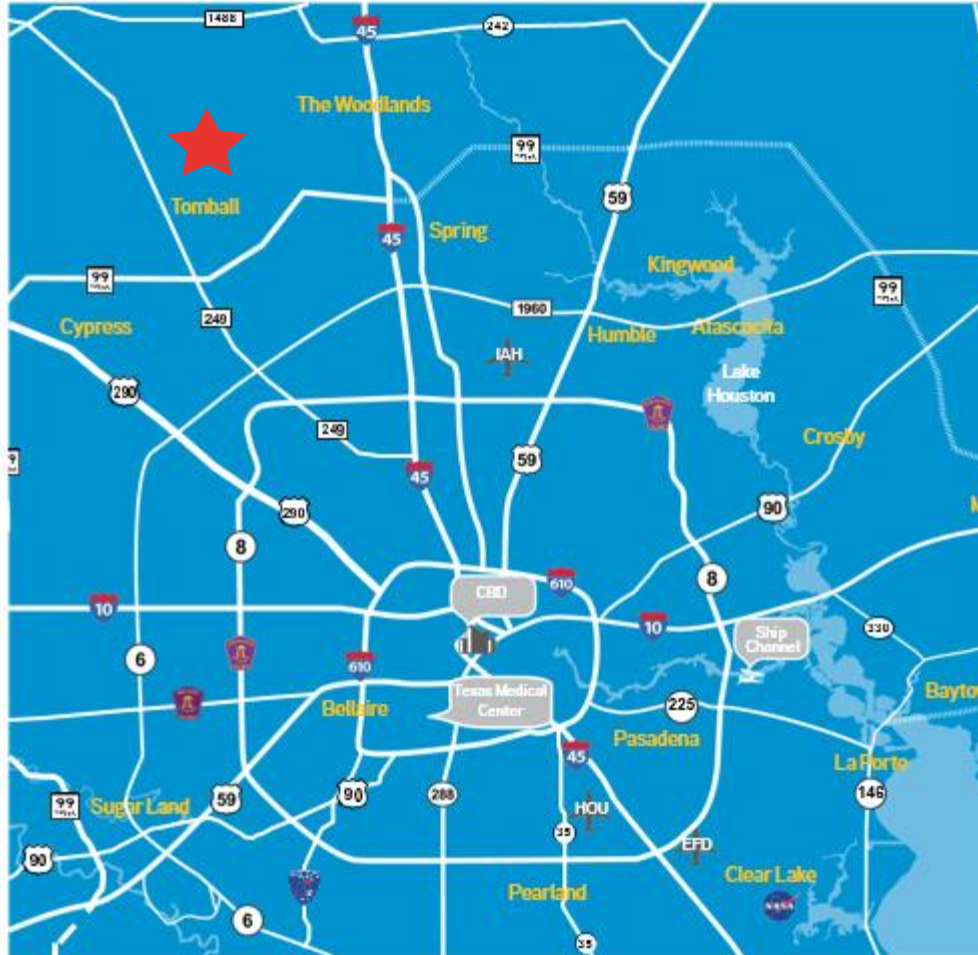 1488
45
242
The Woodlands
99
59
Tomball
45
Spring
Kingwood
99
99
1960
249
Cypress
Humble
Atascocita
IAH
Lake
Houston
290
249
Crosby
59
45
90
290
8
8
CBD
610
10
10
330
Ship
Channel
6
610
Texas Medical
Center
Bellaire
225
Pasadena
45
La Porte
59
90
288
146
99
Sugar Land
HOU
35
EFD
90
Clear Lake
Pearland
NASA
6
35